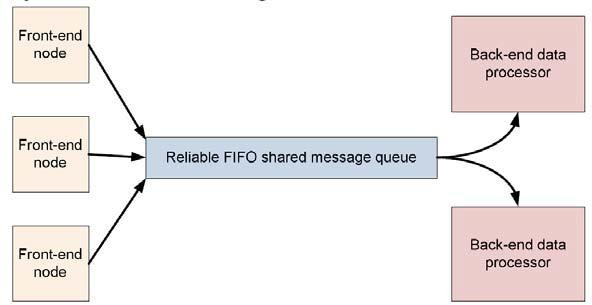 Front-end
node
Front-end
node
Front-end
node
Reliable FIFO shared message queue
Back-end data
processor
Back-end data
processor